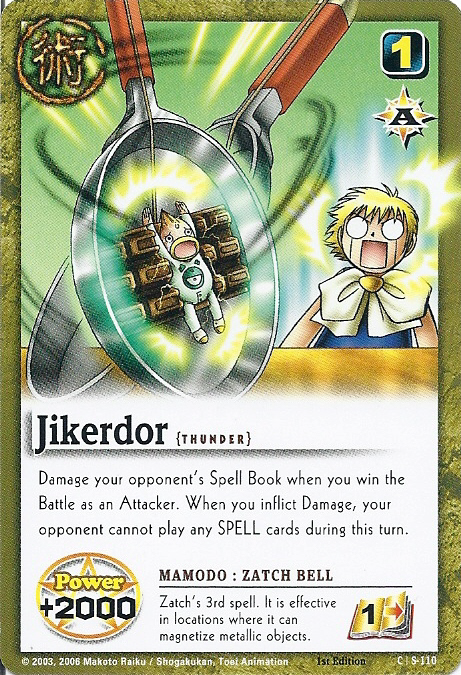 術
1
A
Jikerdor {THUNDER}
Damage your opponent's Spell Book when you win the
Battle as an Attacker. When you inflict Damage, your
opponent cannot play any SPELL cards during this turn.
Power
+2000
MAMODO : ZATCH BELL
Zatch's 3rd spell. It is effective
in locations where it can
magnetize metallic objects.
1
© 2003, 2006 Makoto Raiku / Shogakukan, Toei Animation 1st Edition C | S-110